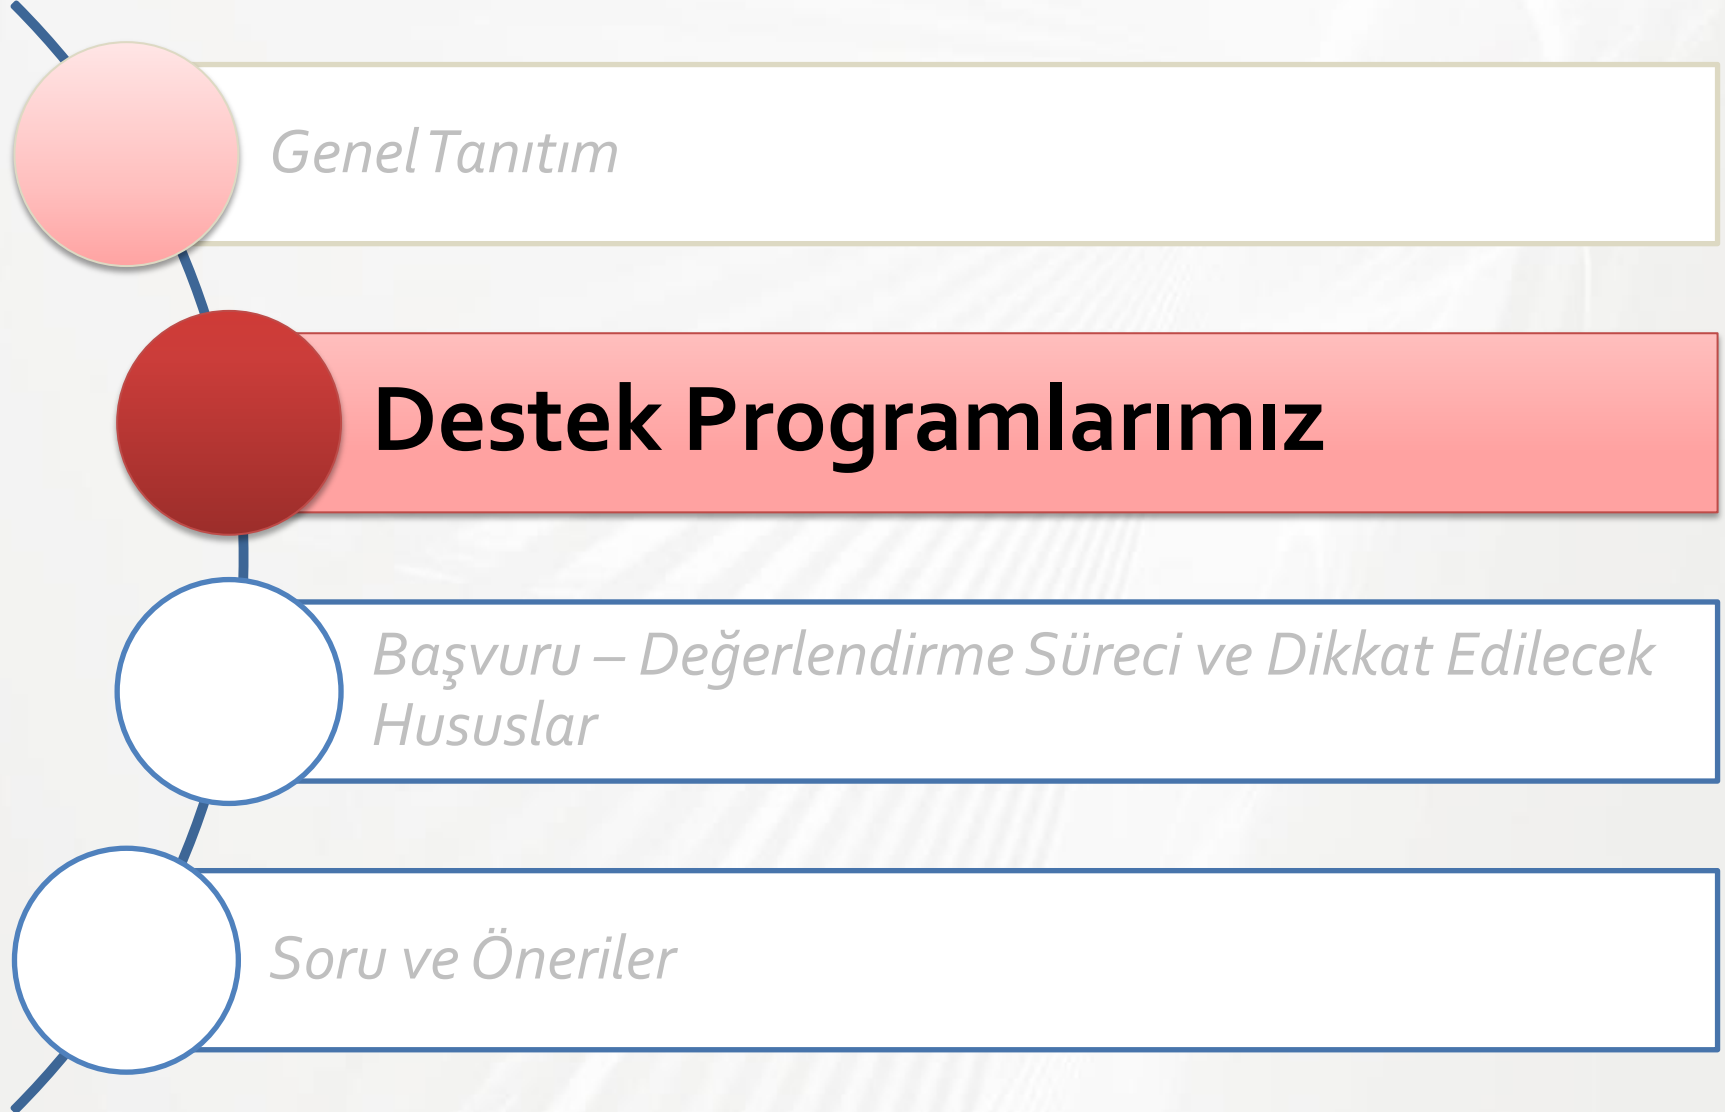 Genel Tanıtım
Destek Programlarımız
Başvuru – Değerlendirme Süreci ve Dikkat Edilecek
Hususlar
Soru ve Öneriler